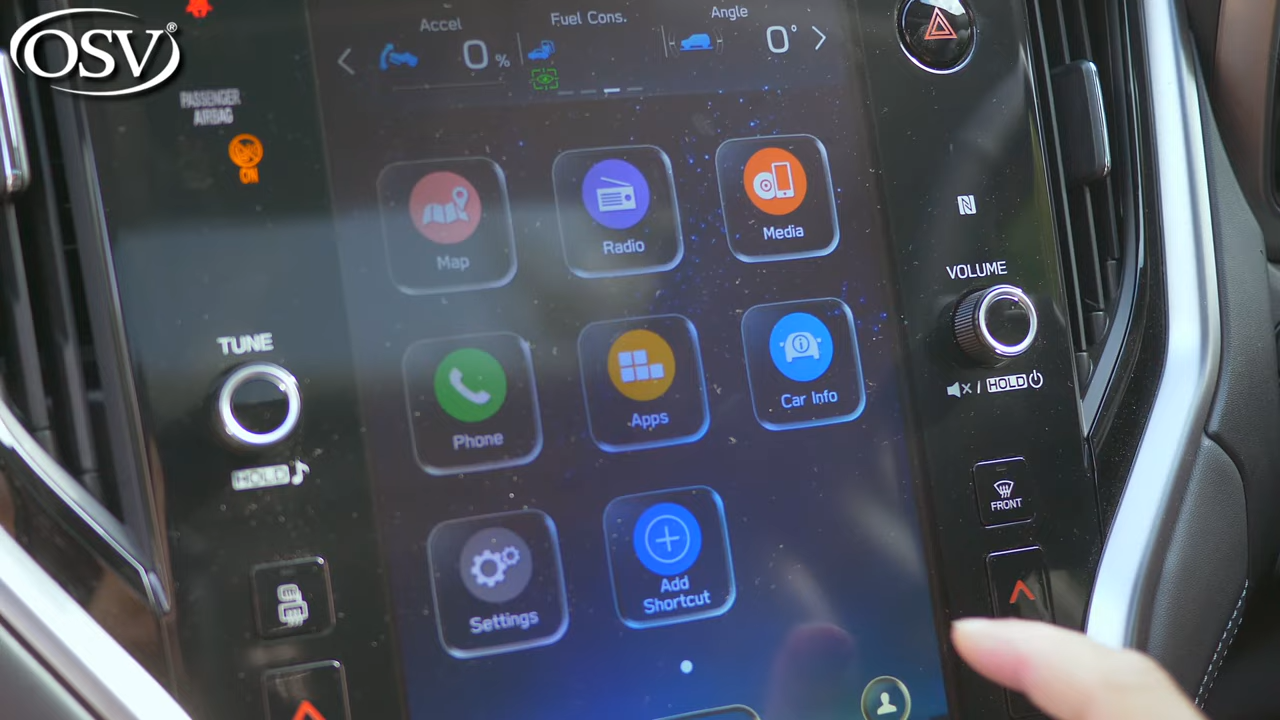 OSV®
Accel
Fuel Cons.
Angle
0 %
0°
PASSENGER
AIRBAG
ON
Map
Radio
Media
VOLUME
TUNE
HOLD
Phone
Apps
Car Info
/ HOLD
FRONT
Settings
Add
Shortcut